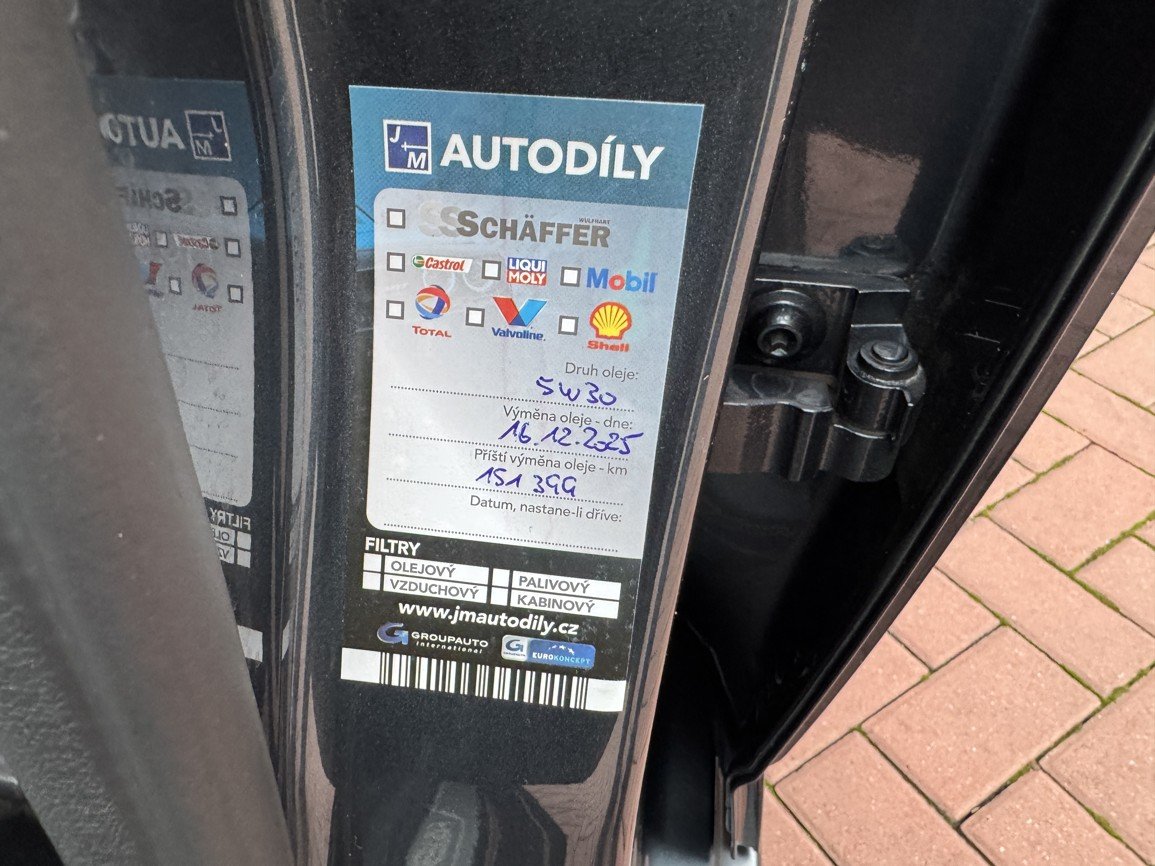 J M AUTODÍLY
WULFHART
SCHÄFFER
Castrol LIQUI MOLY Mobil
TOTAL Valvoline Shell
Druh oleje:
5W30
Výměna oleje - dne:
16.12.2025
Příští výměna oleje - km
151 399
Datum, nastane-li dříve:
FILTRY
OLEJOVÝ PALIVOVÝ
VZDUCHOVÝ KABINOVÝ
www.jmautodily.cz
G GROUPAUTO international G EUROKONCEPT